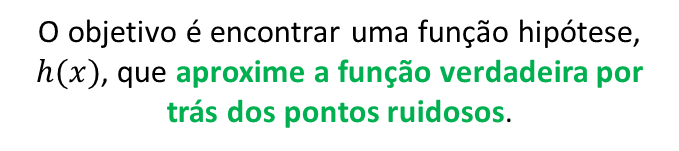 O objetivo é encontrar uma função hipótese,
h(x), que aproxime a função verdadeira por
trás dos pontos ruidosos.